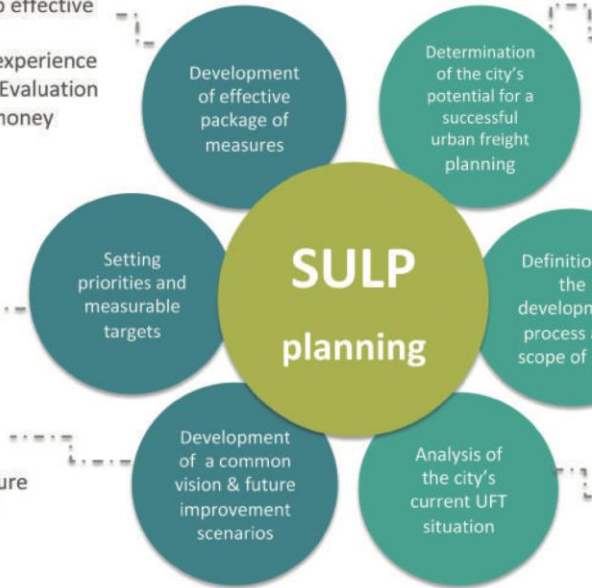 effective
experience
Evaluation
Development
of effective
package of
measures
Determination
of the city's
potential for a
successful
urban freight
planning
Setting
priorities and
measurable
targets
SULP
planning
the
process
scope of
Development
of a common
vision & future
improvement
scenarios
Analysis of
the city's
current UFT
situation